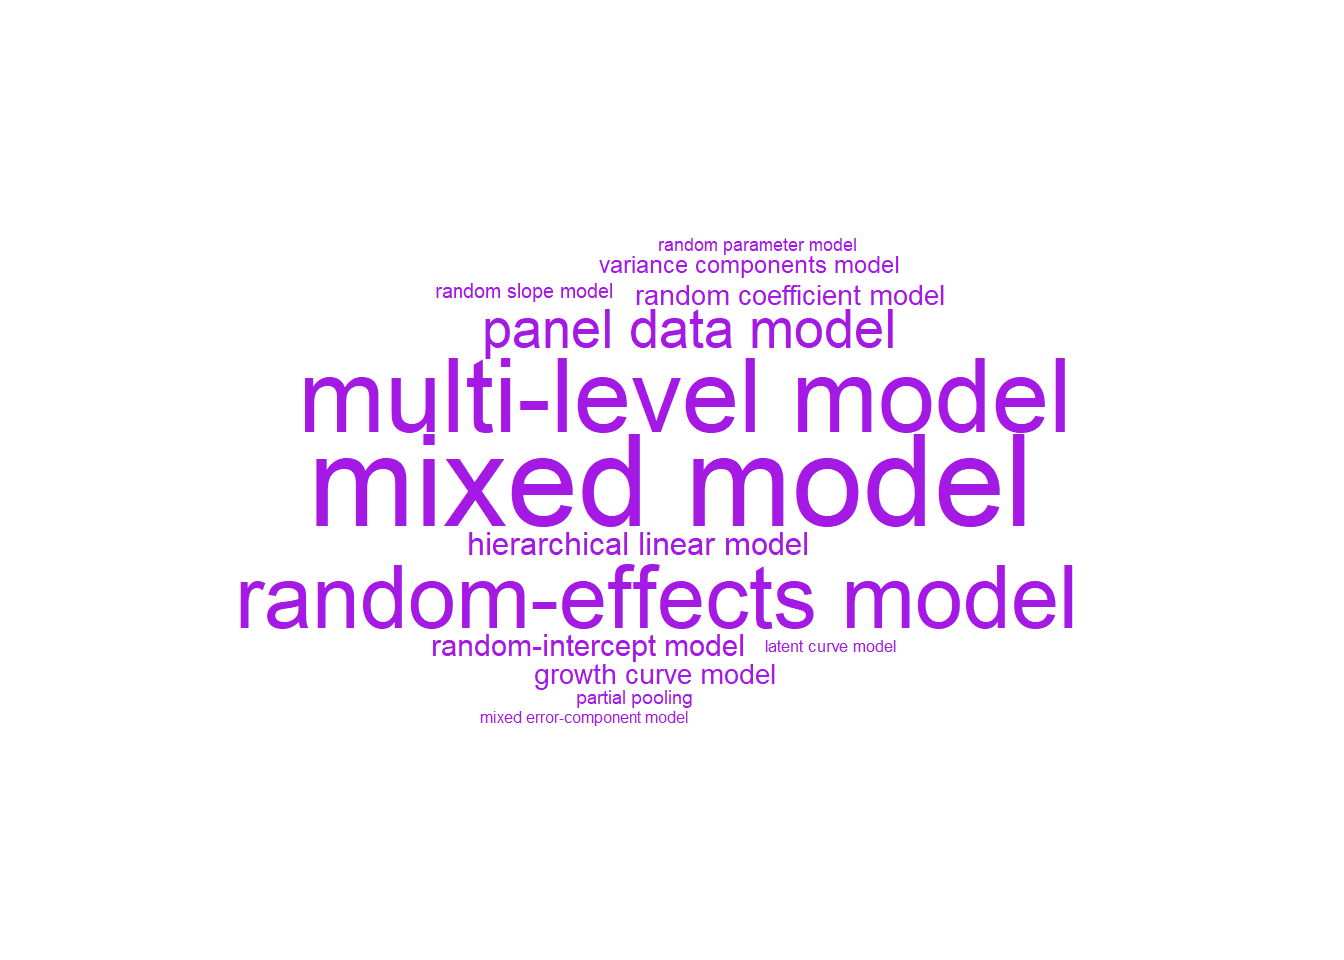 random parameter model
variance components model
random slope model
random coefficient model
panel data model
multi-level model
mixed model
hierarchical linear model
random-effects model
random-intercept model
latent curve model
growth curve model
partial pooling
mixed error-component model